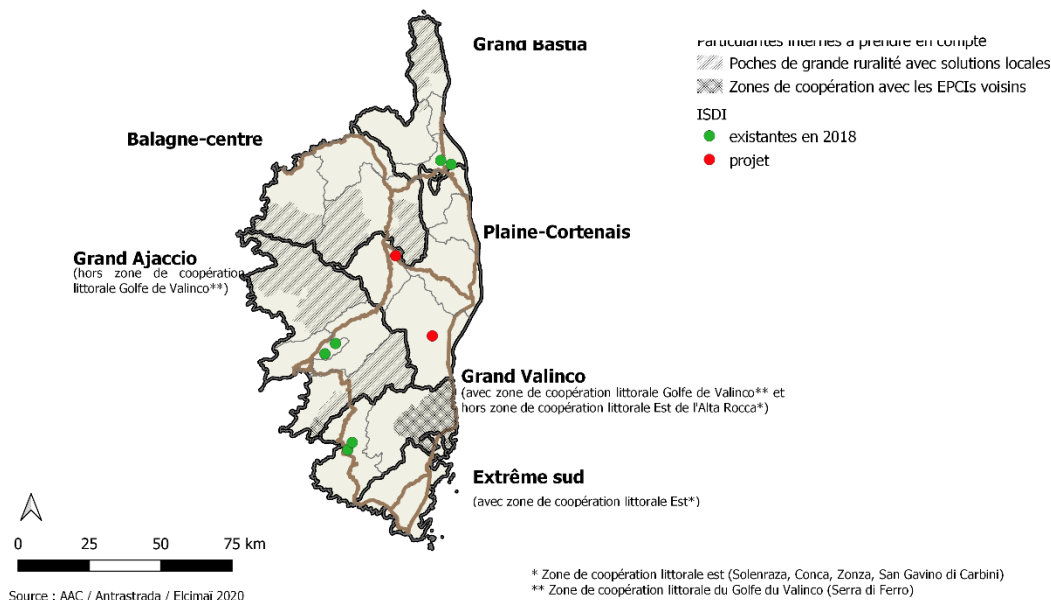 Grand Bastia
Particularités internes à prendre en compte
Poches de grande ruralité avec solutions locales
Zones de coopération avec les EPCIs voisins
ISDI
existantes en 2018
projet
Balagne-centre
Plaine-Cortenais
Grand Ajaccio
(hors zone de coopération
littorale Golfe de Valinco**)
Grand Valinco
(avec zone de coopération littorale Golfe de Valinco** et
hors zone de coopération littorale Est de l'Alta Rocca*)
Extrême sud
(avec zone de coopération littorale Est*)
0 25 50 75 km
* Zone de coopération littorale est (Solenraza, Conca, Zonza, San Gavino di Carbini)
** Zone de coopération littorale du Golfe du Valinco (Serra di Ferro)
Source : AAC / Antrastrada / Elcimaï 2020